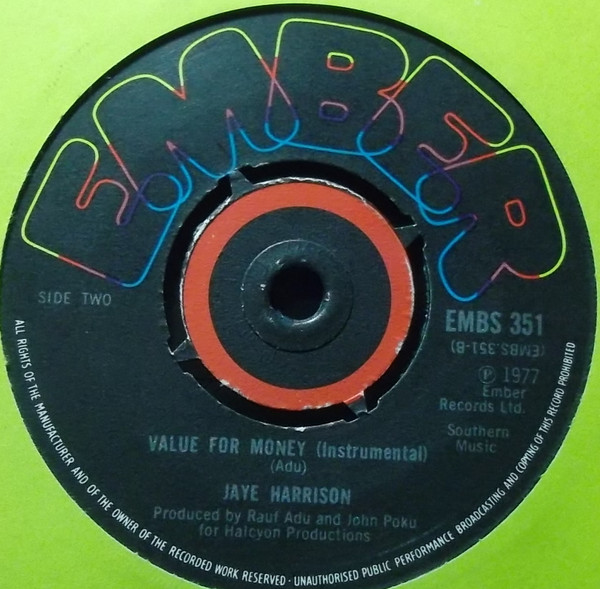 EMBER
SIDE TWO
EMBS 351
(EMBS.351-B)
℗ 1977
Ember
Records Ltd.
Southern
Music
VALUE FOR MONEY (Instrumental)
(Adu)
JAYE HARRISON
Produced by Rauf Adu and John Poku
for Halcyon Productions
ALL RIGHTS OF THE MANUFACTURER AND OF THE OWNER OF THE RECORDED WORK RESERVED · UNAUTHORISED PUBLIC PERFORMANCE BROADCASTING AND COPYING OF THIS RECORD PROHIBITED